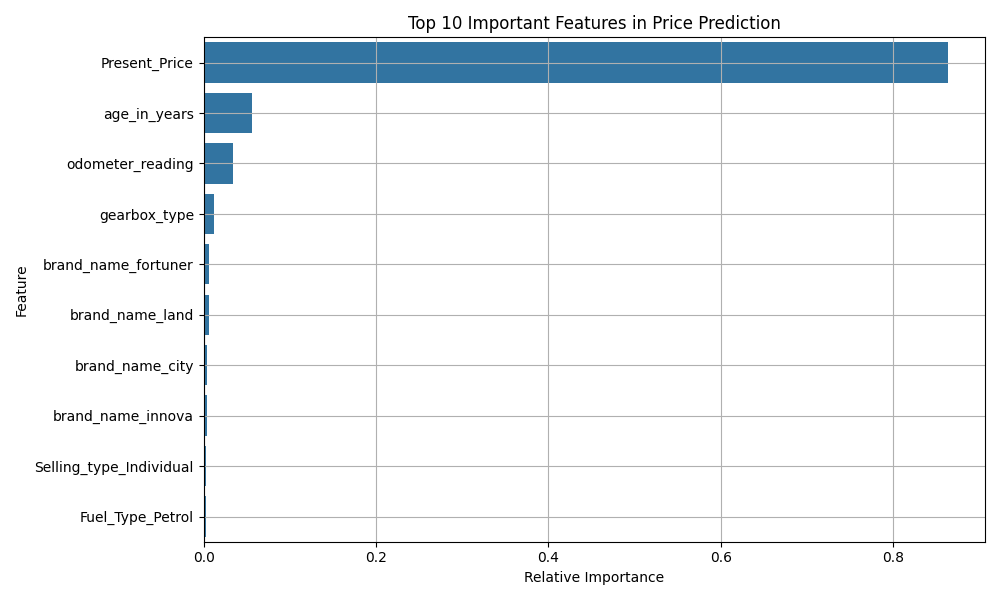 Top 10 Important Features in Price Prediction
Present_Price
age_in_years
odometer_reading
gearbox_type
brand_name_fortuner
brand_name_land
brand_name_city
brand_name_innova
Selling_type_Individual
Fuel_Type_Petrol
Feature
0.0 0.2 0.4 0.6 0.8
Relative Importance